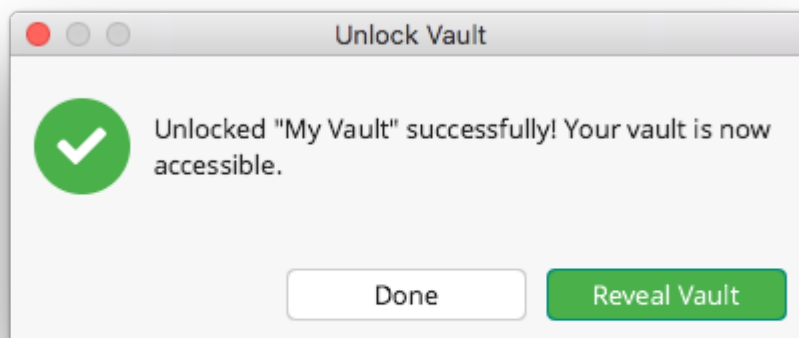 Unlock Vault
Unlocked "My Vault" successfully! Your vault is now
accessible.
Done
Reveal Vault